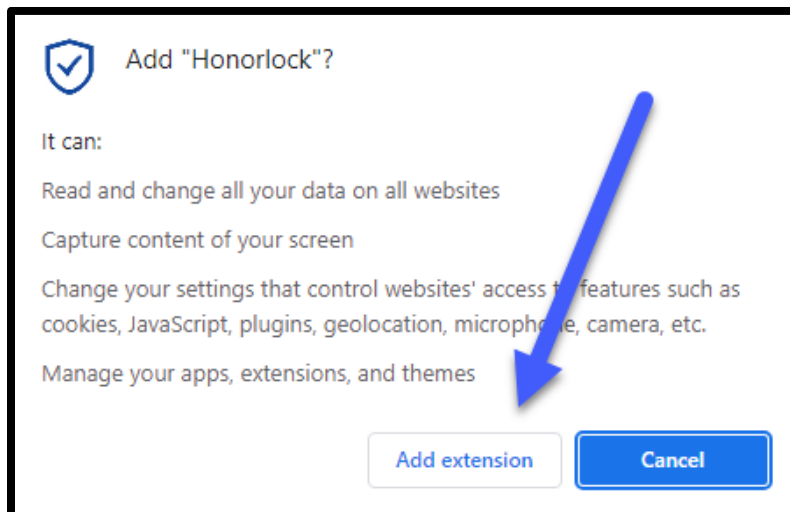 Add "Honorlock"?
It can:
Read and change all your data on all websites
Capture content of your screen
Change your settings that control websites' access to features such as
cookies, JavaScript, plugins, geolocation, microphone, camera, etc.
Manage your apps, extensions, and themes
Add extension Cancel